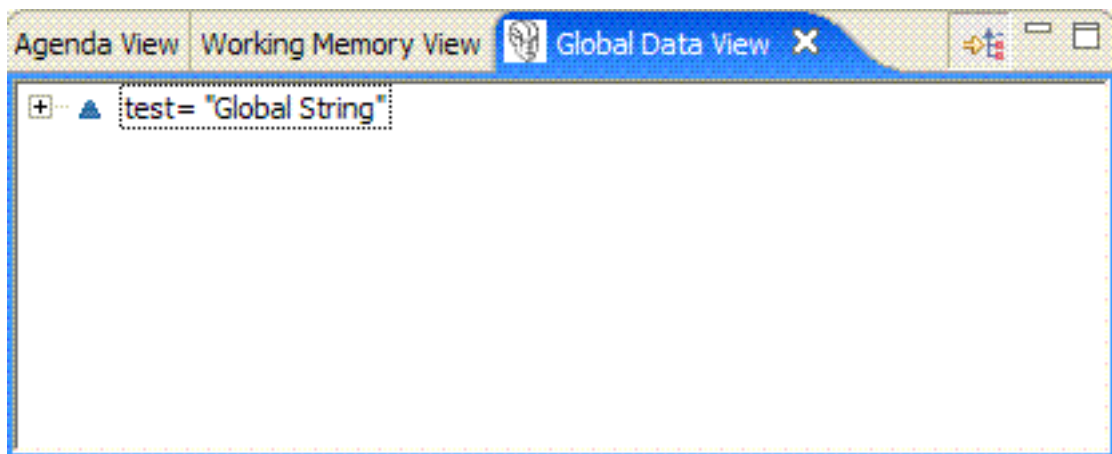 Agenda View Working Memory View Global Data View
test= "Global String"